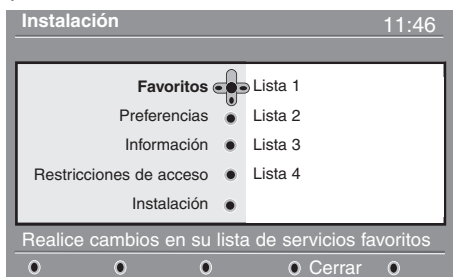 Instalación 11:46
Favoritos Lista 1
Preferencias Lista 2
Información Lista 3
Restricciones de acceso Lista 4
Instalación
Realice cambios en su lista de servicios favoritos
Cerrar